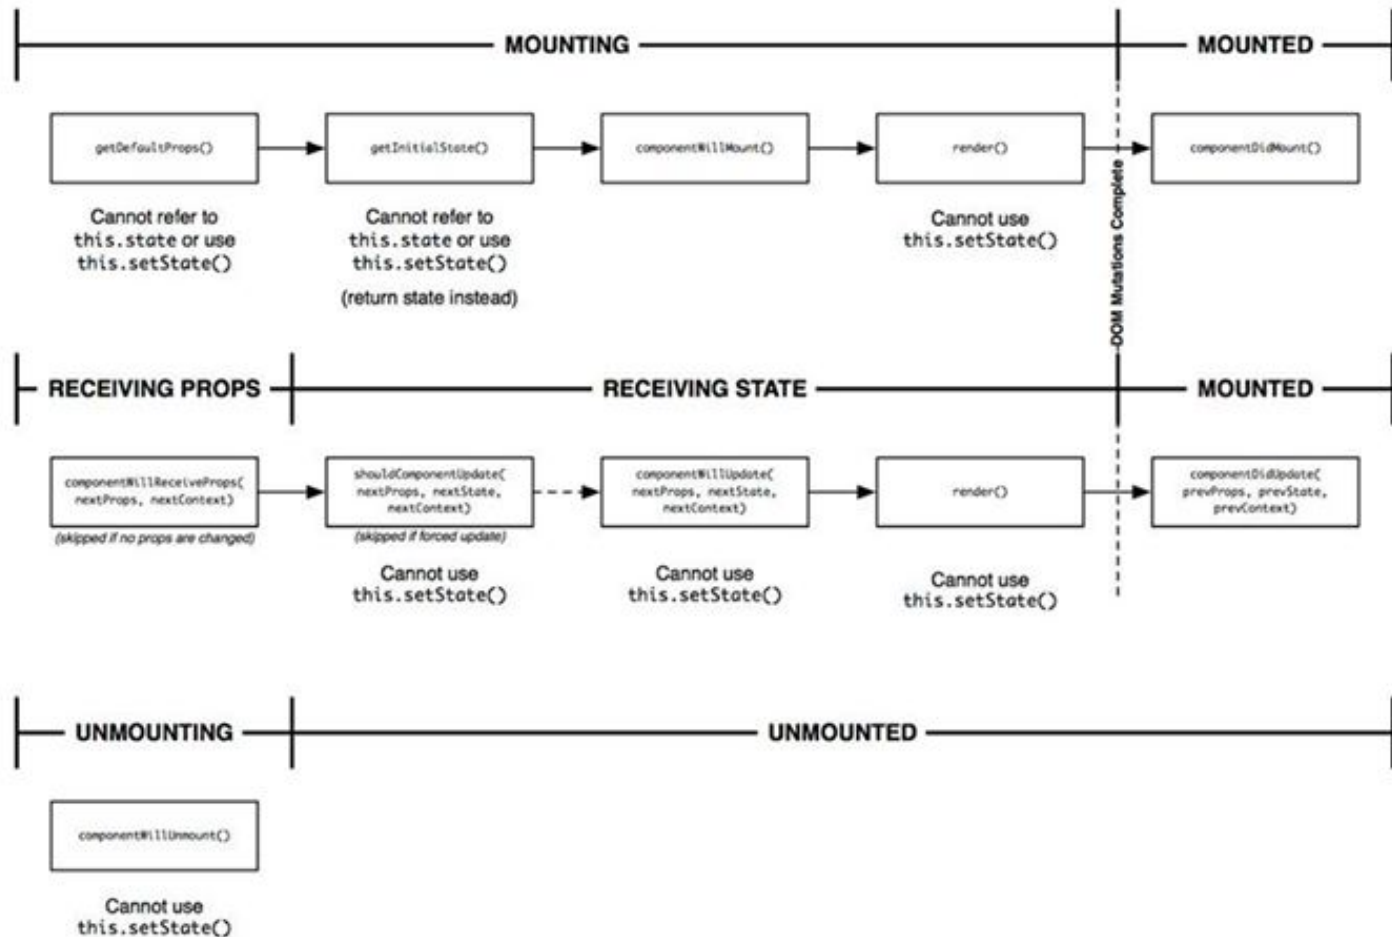 MOUNTING
MOUNTED
getDefaultProps()
getInitialState()
componentWillMount()
render()
componentDidMount()
Cannot refer to
this.state or use
this.setState()
Cannot refer to
this.state or use
this.setState()
(return state instead)
Cannot use
this.setState()
DOM Mutations Complete
RECEIVING PROPS
RECEIVING STATE
MOUNTED
componentWillReceiveProps(
nextProps, nextContext)
(skipped if no props are changed)
shouldComponentUpdate(
nextProps, nextState,
nextContext)
(skipped if forced update)
Cannot use
this.setState()
componentWillUpdate(
nextProps, nextState,
nextContext)
Cannot use
this.setState()
render()
Cannot use
this.setState()
componentDidUpdate(
prevProps, prevState,
prevContext)
UNMOUNTING
UNMOUNTED
componentWillUnmount()
Cannot use
this.setState()